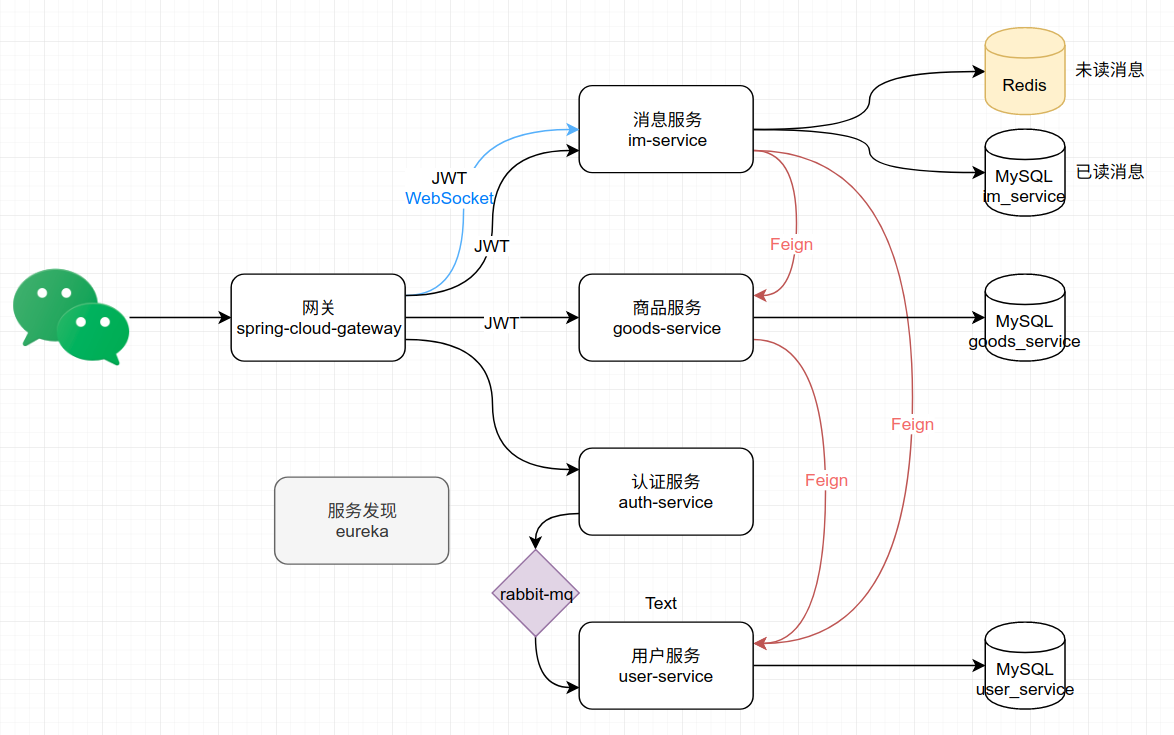 Redis
未读消息
消息服务
im-service
MySQL
im_service
已读消息
JWT
WebSocket
JWT
Feign
网关
spring-cloud-gateway
JWT
商品服务
goods-service
MySQL
goods_service
Feign
Feign
认证服务
auth-service
服务发现
eureka
rabbit-mq
Text
用户服务
user-service
MySQL
user_service